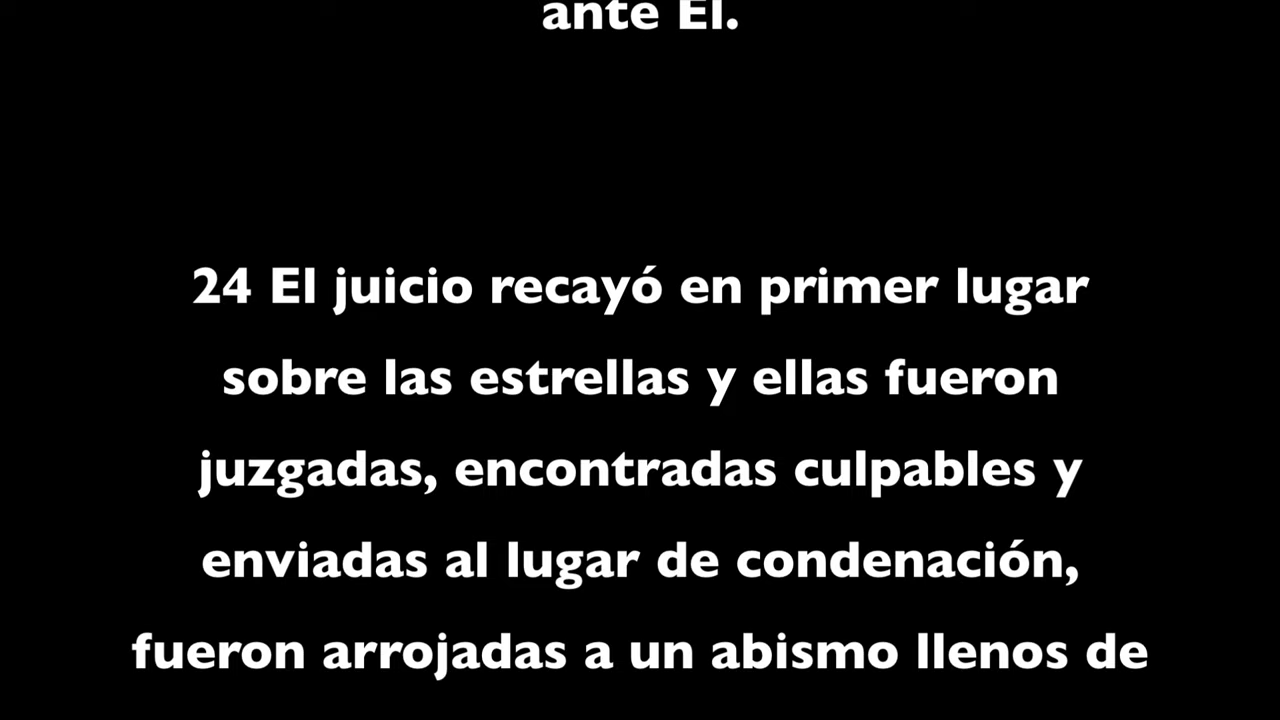 ante Él.
24 El juicio recayó en primer lugar
sobre las estrellas y ellas fueron
juzgadas, encontradas culpables y
enviadas al lugar de condenación,
fueron arrojadas a un abismo llenos de